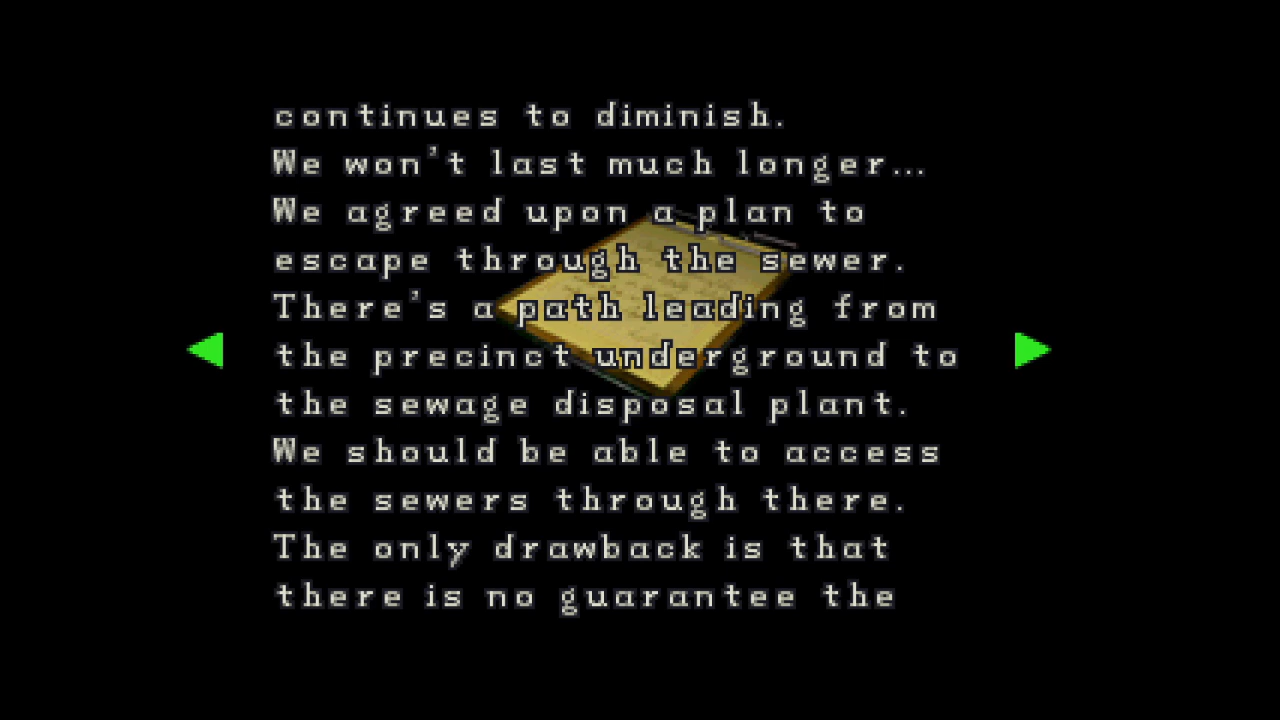 continues to diminish.
We won't last much longer...
We agreed upon a plan to
escape through the sewer.
There's a path leading from
the precinct underground to
the sewage disposal plant.
We should be able to access
the sewers through there.
The only drawback is that
there is no guarantee the